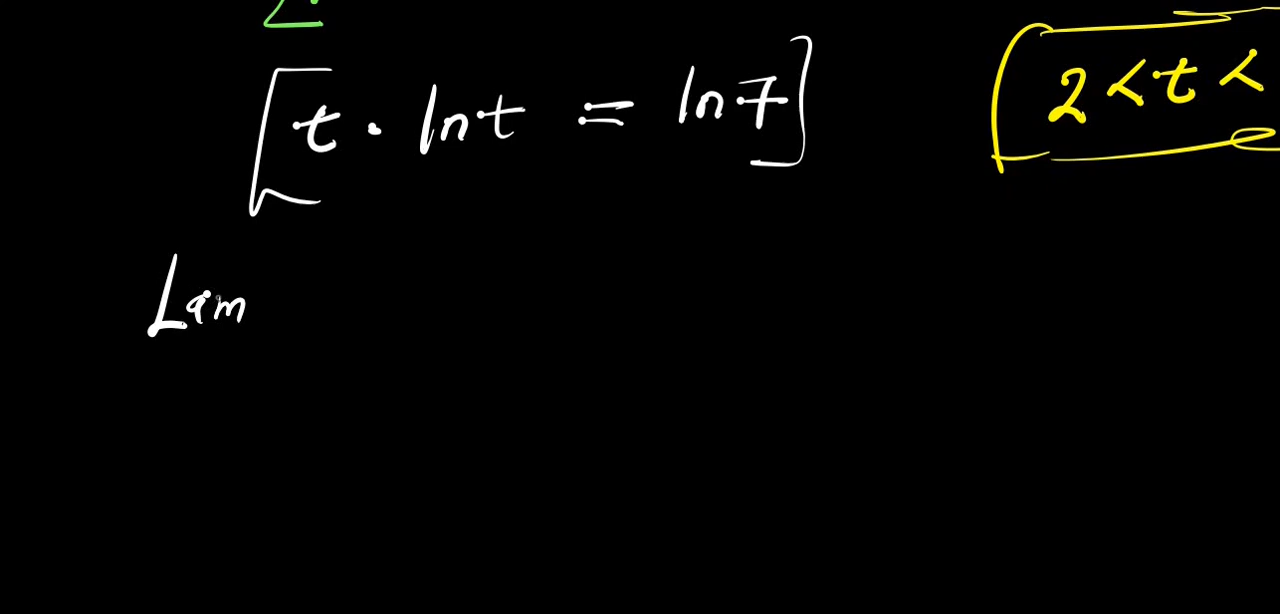 [t · ln t = ln 7]
2 < t <
Lam